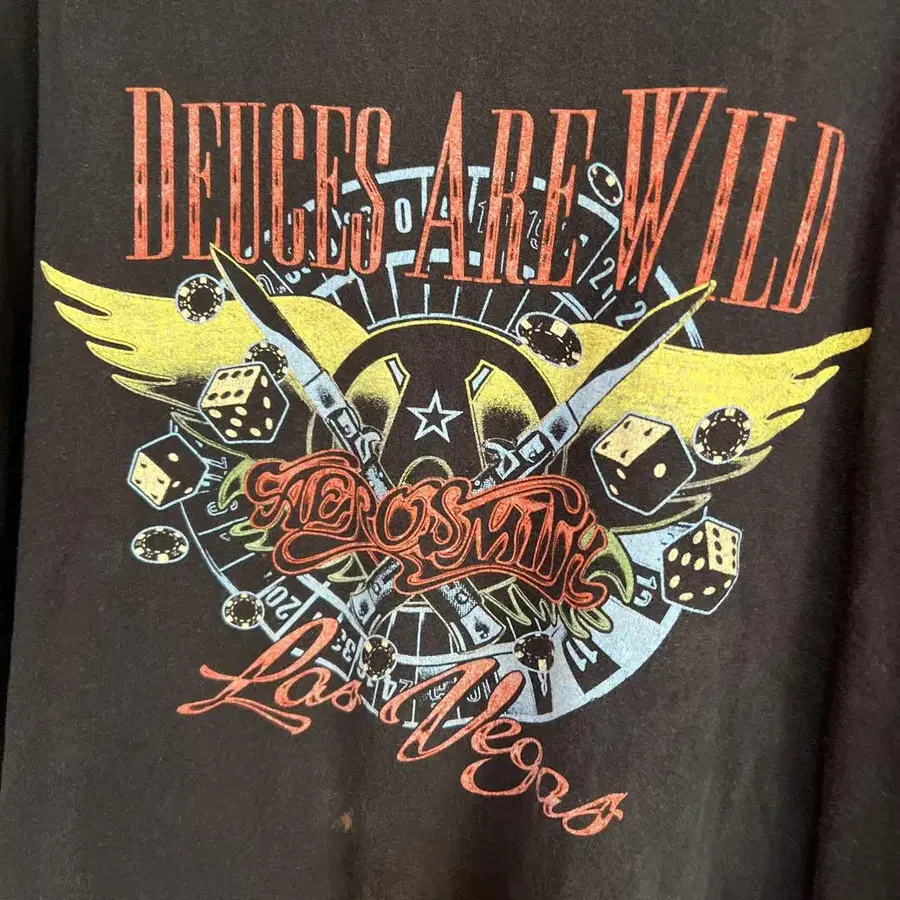 DEUCES ARE WILD
AEROSMITH
Las Vegas